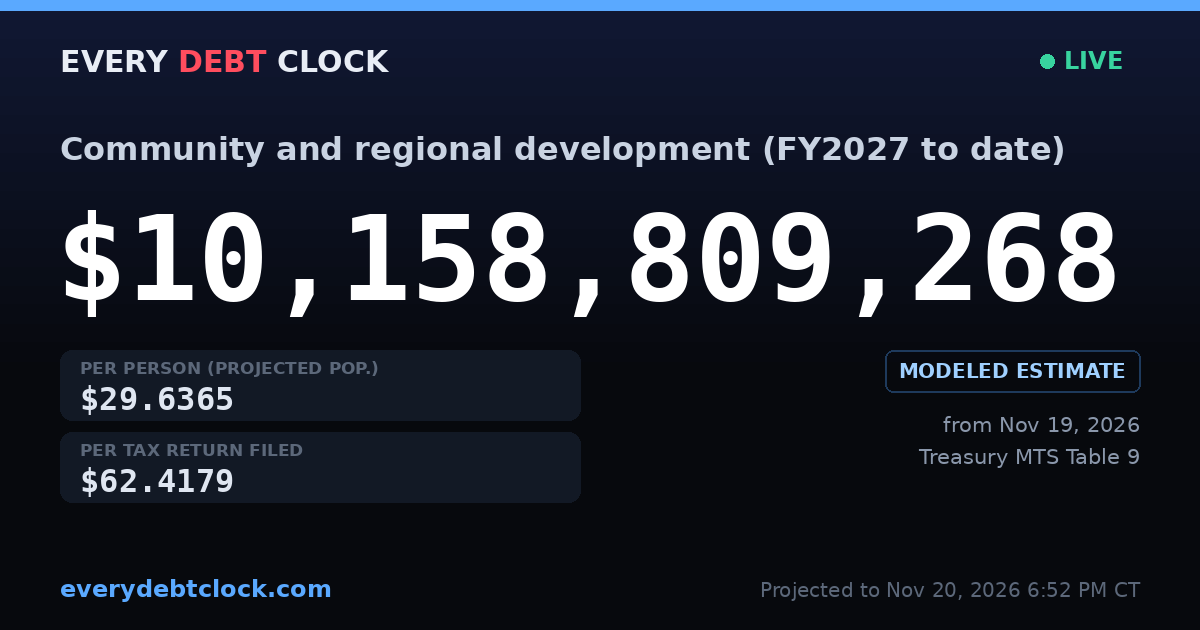 EVERY DEBT CLOCK
LIVE
Community and regional development (FY2027 to date)
$10,158,809,268
PER PERSON (PROJECTED POP.)
$29.6365
PER TAX RETURN FILED
$62.4179
MODELED ESTIMATE
from Nov 19, 2026
Treasury MTS Table 9
everydebtclock.com
Projected to Nov 20, 2026 6:52 PM CT